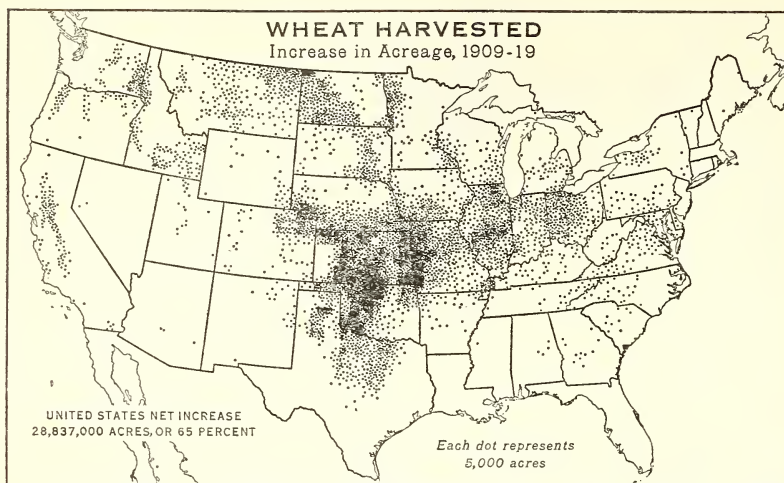 WHEAT HARVESTED
Increase in Acreage, 1909-19
UNITED STATES NET INCREASE
28,837,000 ACRES, OR 65 PERCENT
Each dot represents
5,000 acres